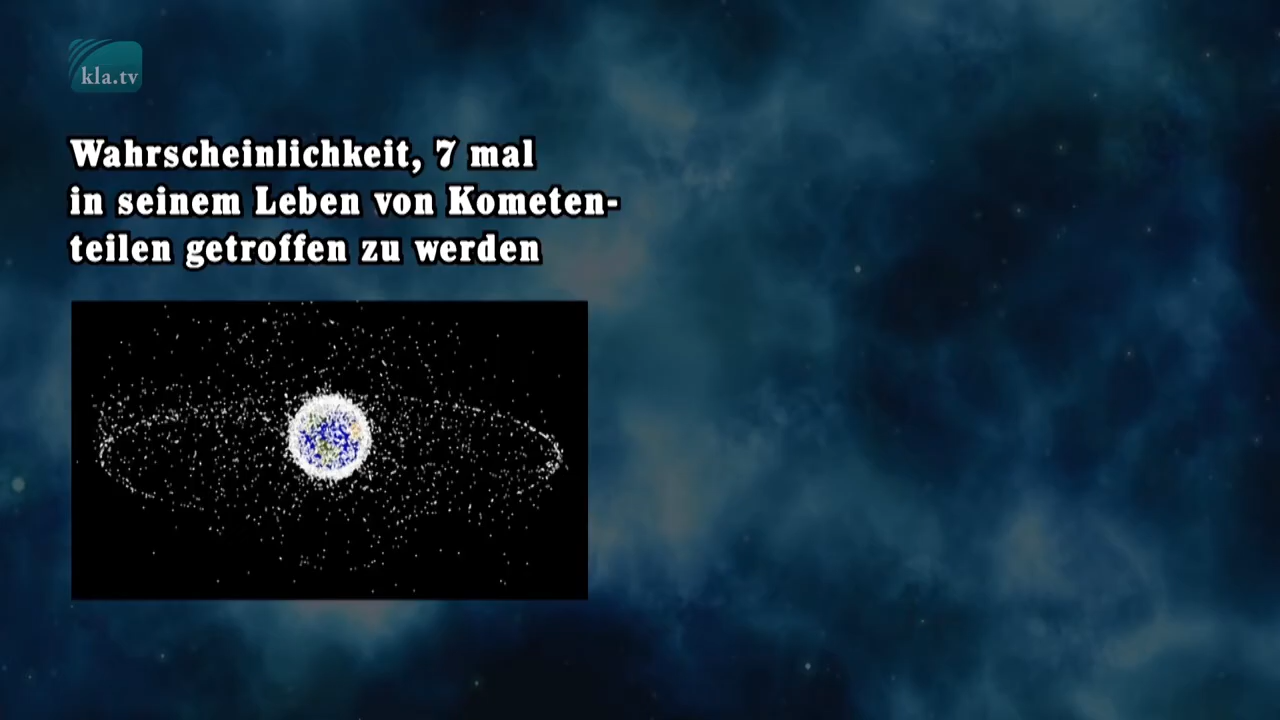 kla.tv
Wahrscheinlichkeit, 7 mal
in seinem Leben von Kometen-
teilen getroffen zu werden